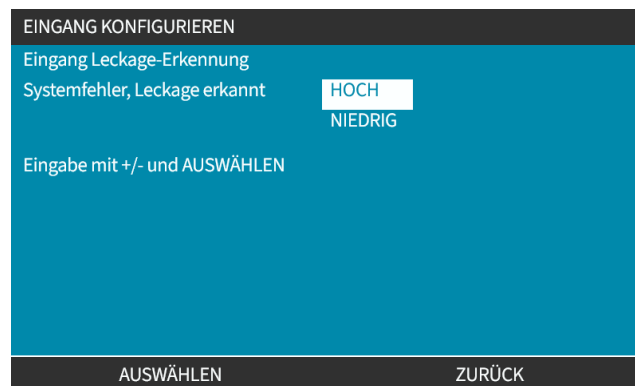 EINGANG KONFIGURIEREN
Eingang Leckage-Erkennung
Systemfehler, Leckage erkannt HOCH
NIEDRIG
Eingabe mit +/- und AUSWÄHLEN
AUSWÄHLEN ZURÜCK